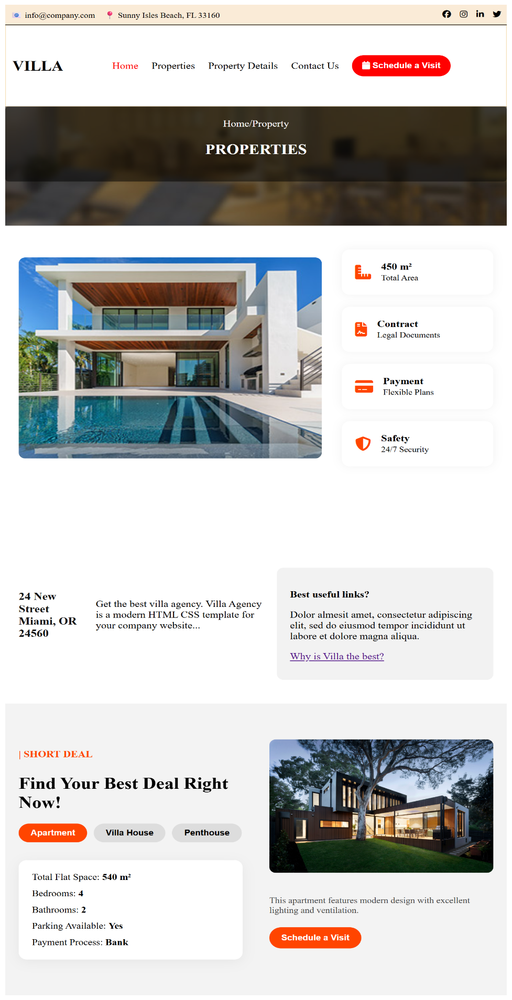 info@company.com Sunny Isles Beach, FL 33160
VILLA
Home Properties Property Details Contact Us Schedule a Visit
Home/Property
PROPERTIES
450 m²
Total Area
Contract
Legal Documents
Payment
Flexible Plans
Safety
24/7 Security
24 New
Street
Miami, OR
24560
Get the best villa agency. Villa Agency
is a modern HTML CSS template for
your company website...
Best useful links?
Dolor almesit amet, consectetur adipiscing
elit, sed do eiusmod tempor incididunt ut
labore et dolore magna aliqua.
Why is Villa the best?
| SHORT DEAL
Find Your Best Deal Right
Now!
Apartment Villa House Penthouse
Total Flat Space: 540 m²
Bedrooms: 4
Bathrooms: 2
Parking Available: Yes
Payment Process: Bank
This apartment features modern design with excellent
lighting and ventilation.
Schedule a Visit